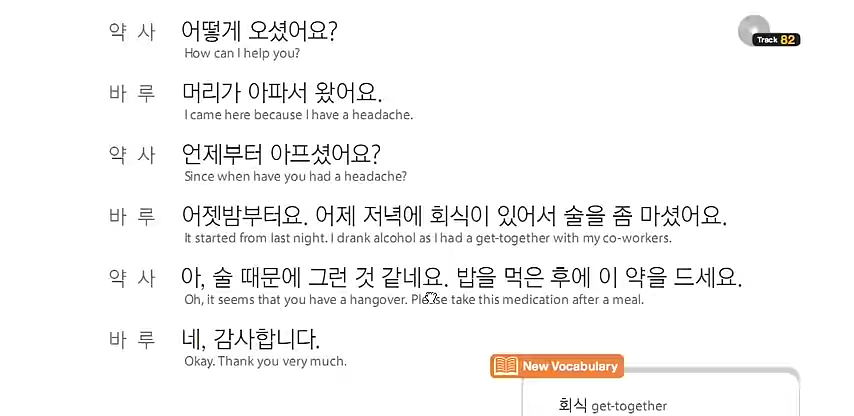 약 사 어떻게 오셨어요?
How can I help you?
Track 82
바 루 머리가 아파서 왔어요.
I came here because I have a headache.
약 사 언제부터 아프셨어요?
Since when have you had a headache?
바 루 어젯밤부터요. 어제 저녁에 회식이 있어서 술을 좀 마셨어요.
It started from last night. I drank alcohol as I had a get-together with my co-workers.
약 사 아, 술 때문에 그런 것 같네요. 밥을 먹은 후에 이 약을 드세요.
Oh, it seems that you have a hangover. Please take this medication after a meal.
바 루 네, 감사합니다.
Okay. Thank you very much.
New Vocabulary
회식 get-together